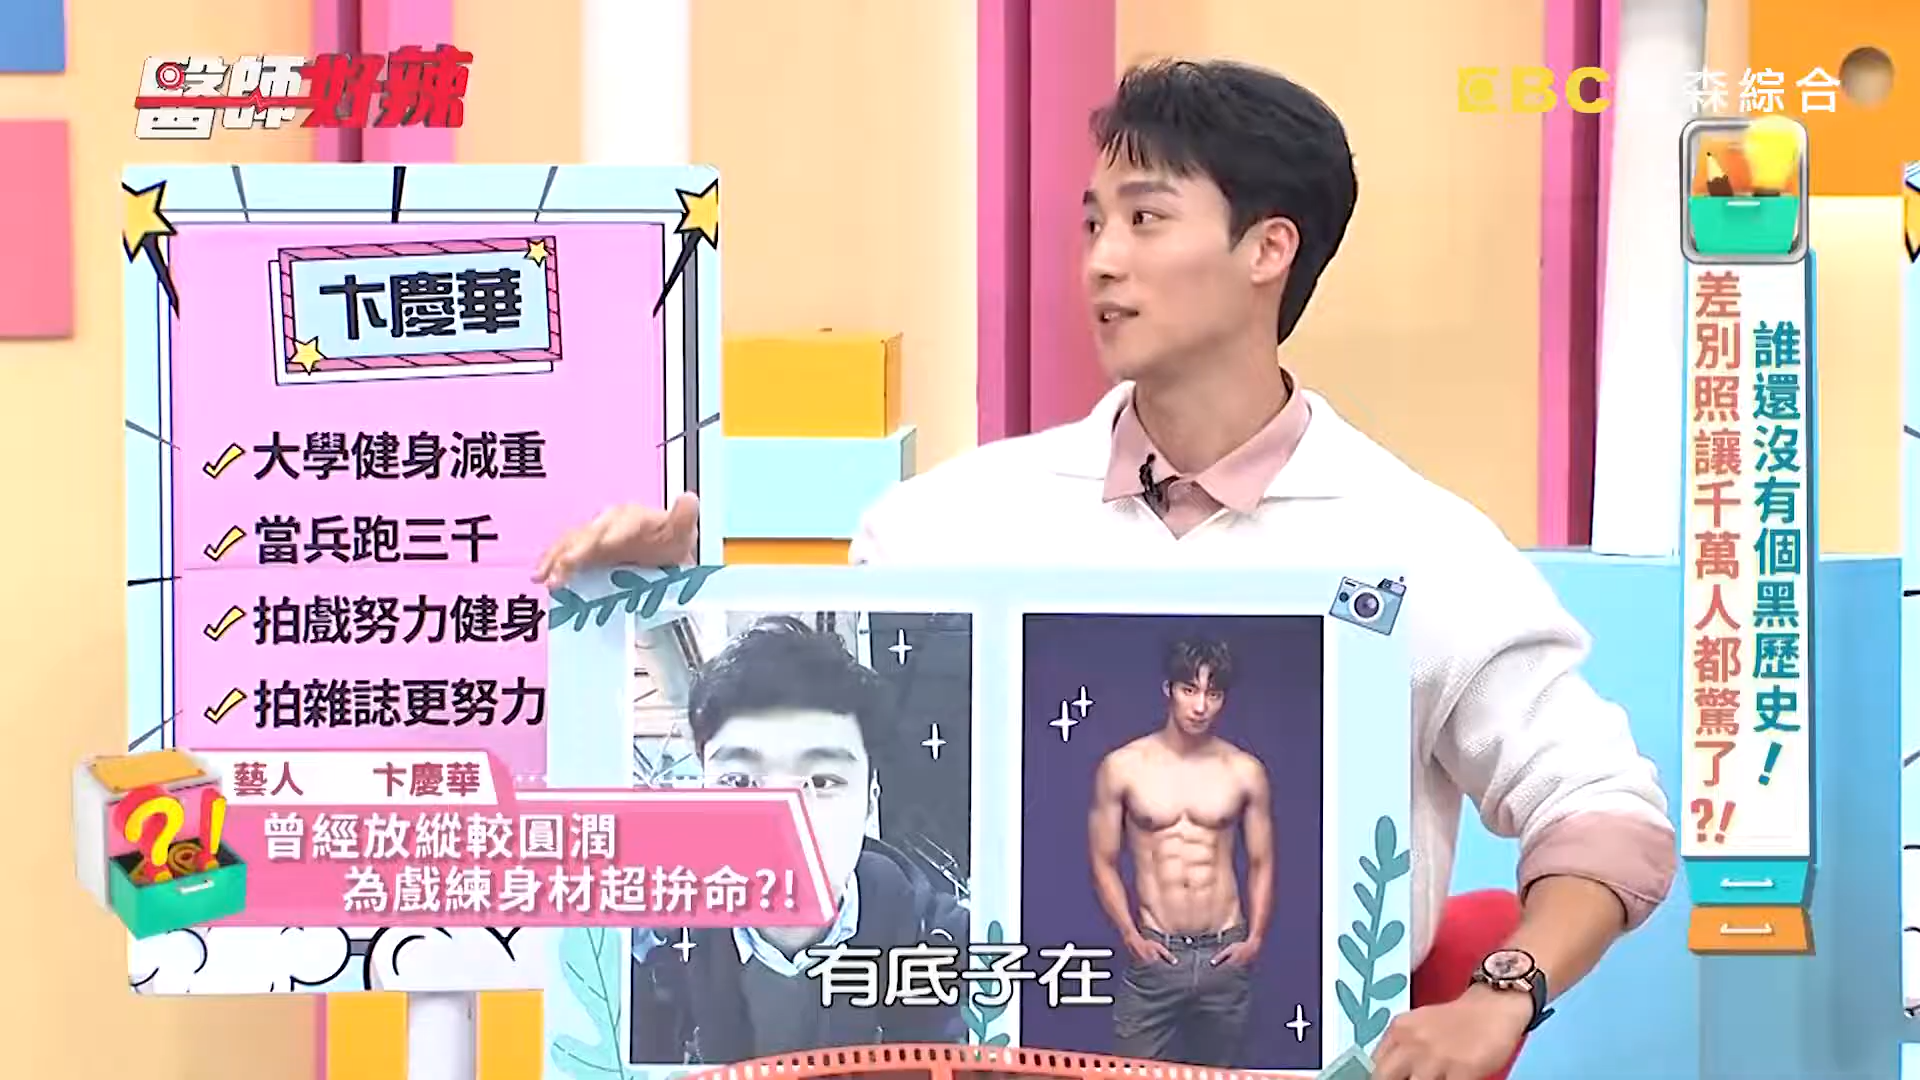 醫師好辣
EBC 森綜合
卞慶華
大學健身減重
當兵跑三千
拍戲努力健身
拍雜誌更努力
誰還沒有個黑歷史！
差別照讓千萬人都驚了?!
藝人 卞慶華
曾經放縱較圓潤
為戲練身材超拚命?!
有底子在